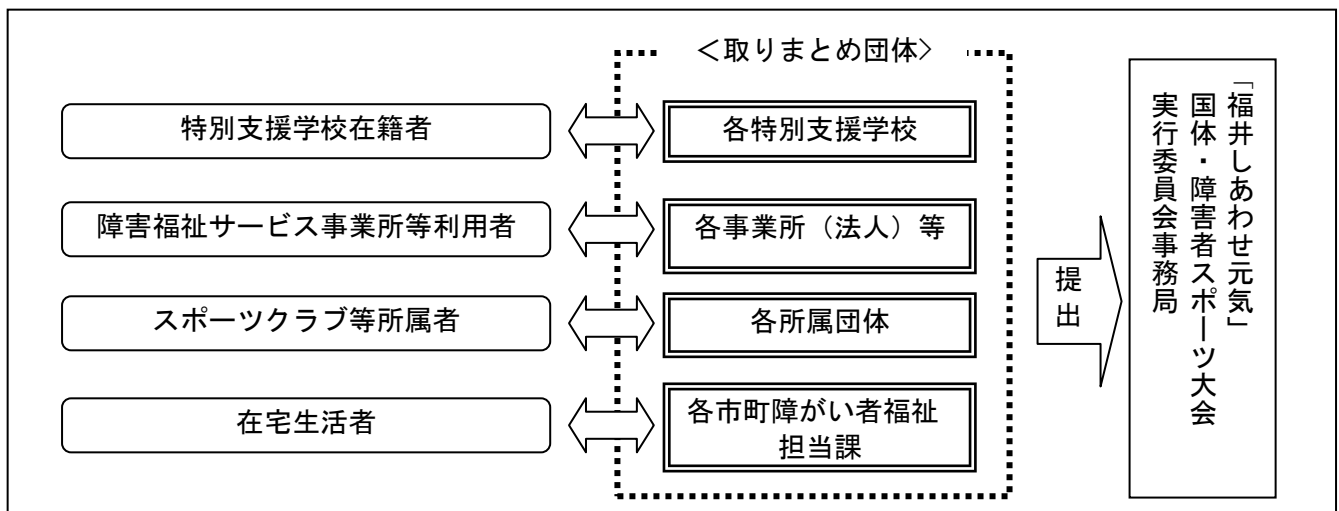 ＜取りまとめ団体＞
特別支援学校在籍者
各特別支援学校
障害福祉サービス事業所等利用者
各事業所（法人）等
スポーツクラブ等所属者
各所属団体
在宅生活者
各市町障がい者福祉
担当課
提出
「福井しあわせ元気」
国体・障害者スポーツ大会
実行委員会事務局